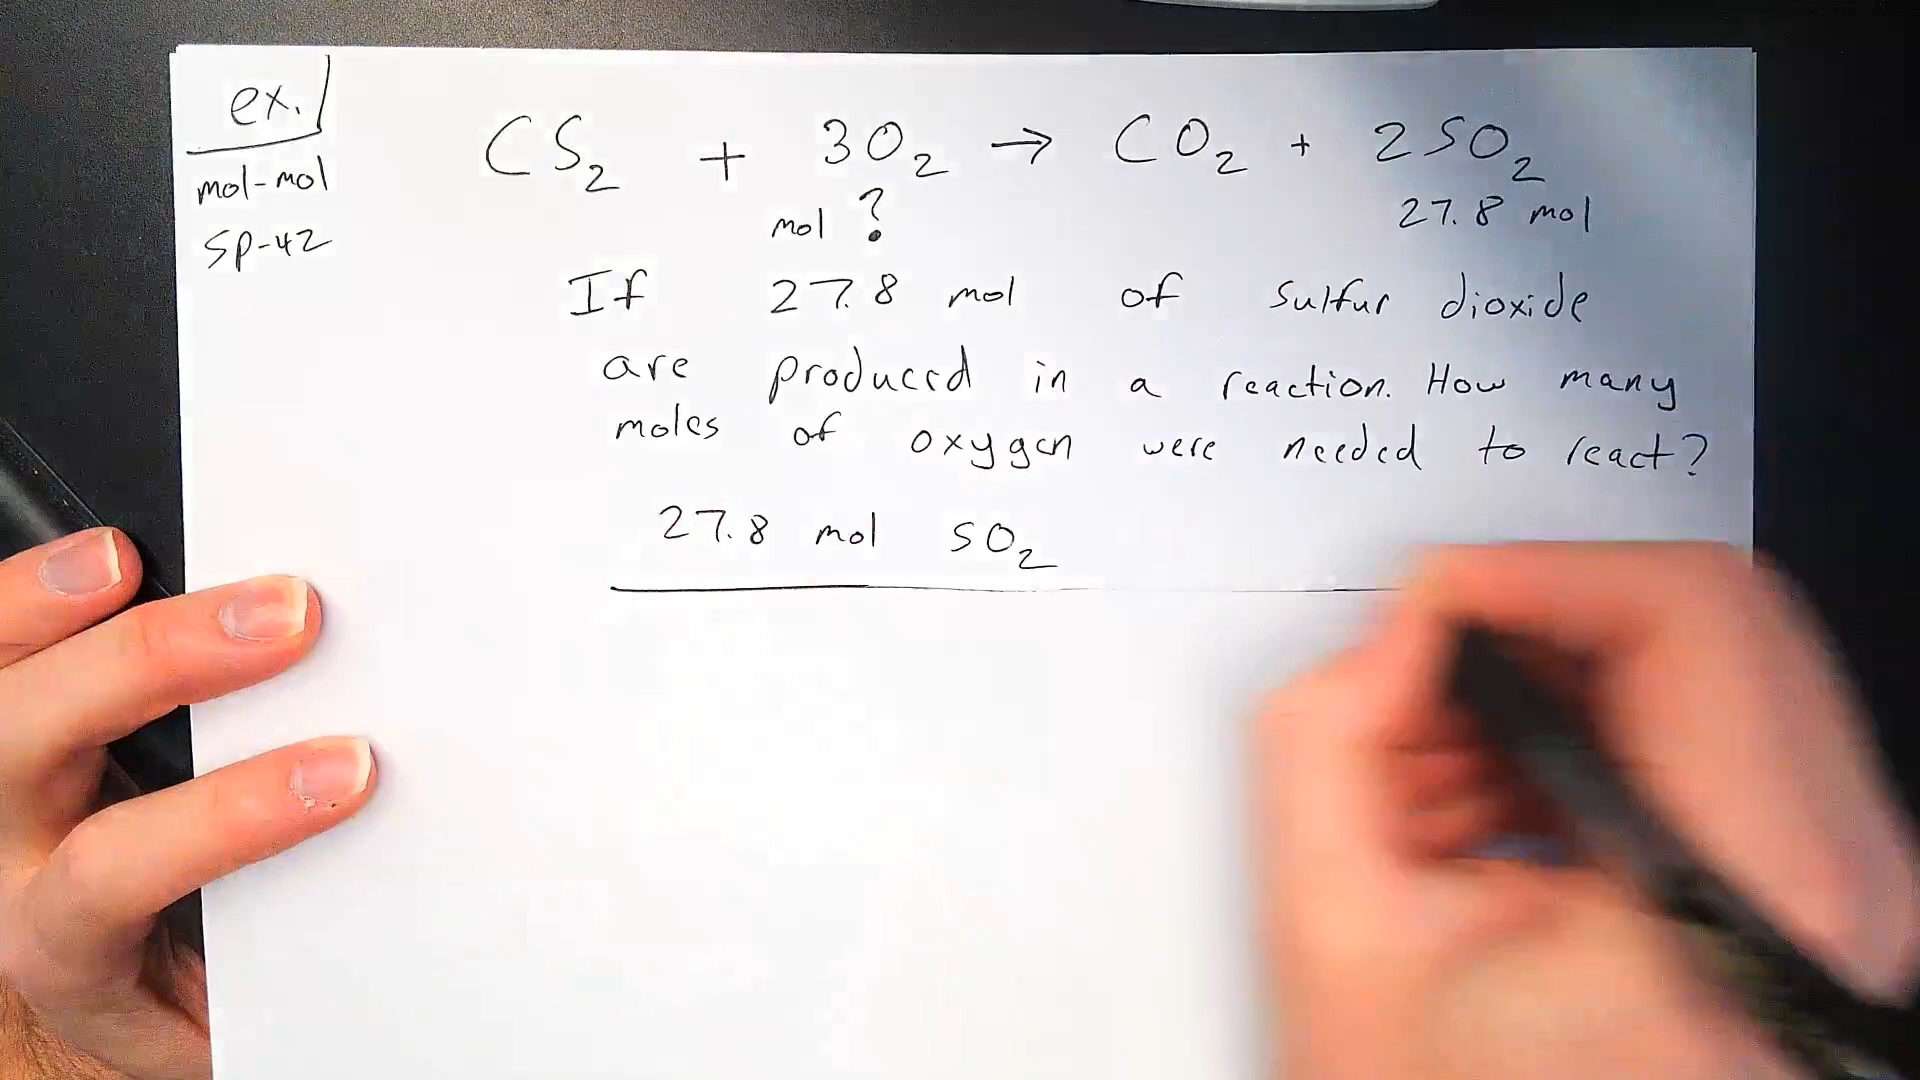 ex.
mol-mol
SP-42
CS₂ + 3O₂ → CO₂ + 2SO₂
mol ? 27.8 mol
If 27.8 mol of sulfur dioxide
are produced in a reaction. How many
moles of oxygen were needed to react?
27.8 mol SO₂